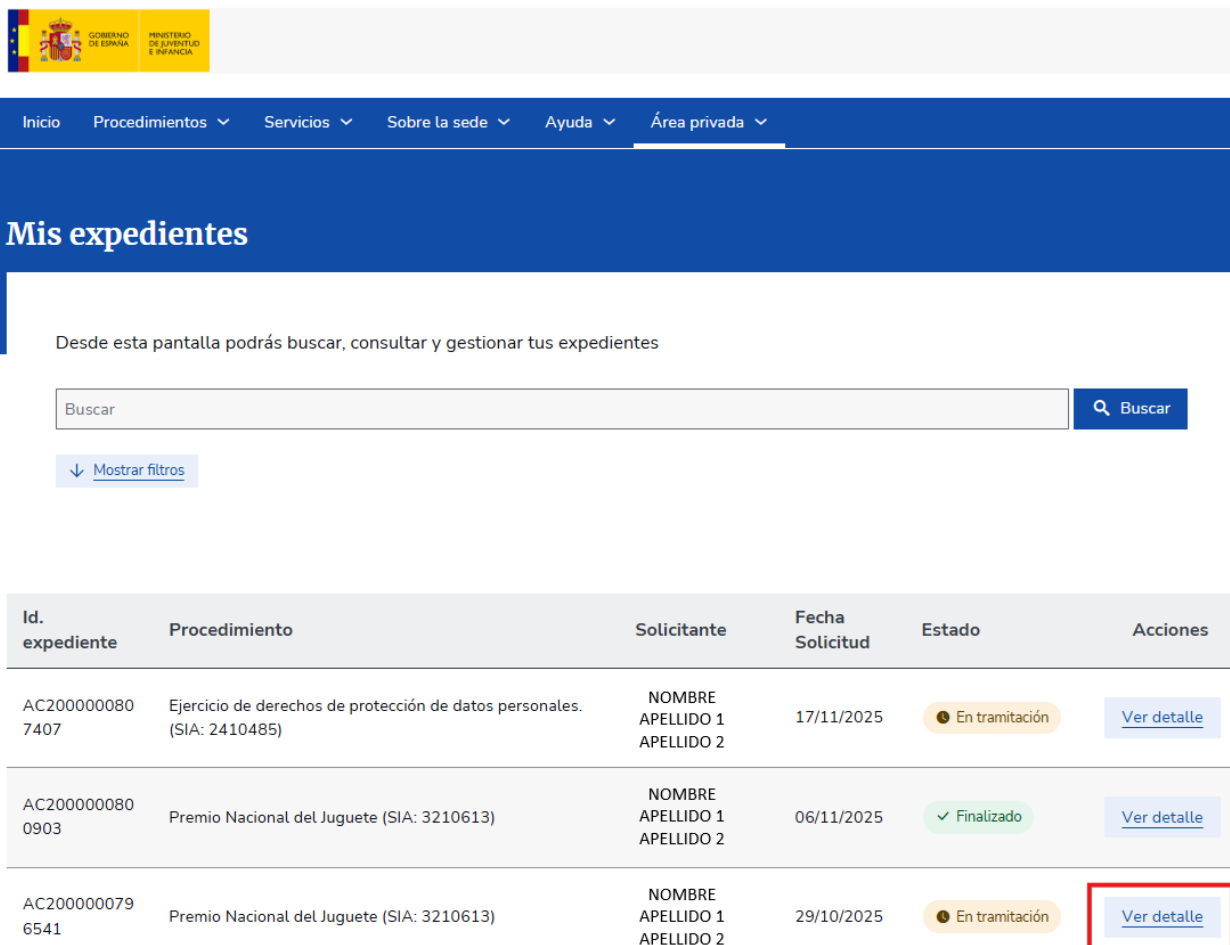 GOBIERNO
DE ESPAÑA
MINISTERIO
DE JUVENTUD
E INFANCIA
Inicio Procedimientos Servicios Sobre la sede Ayuda Área privada
Mis expedientes
Desde esta pantalla podrás buscar, consultar y gestionar tus expedientes
Buscar Buscar
Mostrar filtros
Id.
expediente Procedimiento Solicitante Fecha
Solicitud Estado Acciones
AC200000080
7407
Ejercicio de derechos de protección de datos personales.
(SIA: 2410485)
NOMBRE
APELLIDO 1
APELLIDO 2
17/11/2025 En tramitación Ver detalle
AC200000080
0903
Premio Nacional del Juguete (SIA: 3210613)
NOMBRE
APELLIDO 1
APELLIDO 2
06/11/2025 Finalizado Ver detalle
AC200000079
6541
Premio Nacional del Juguete (SIA: 3210613)
NOMBRE
APELLIDO 1
APELLIDO 2
29/10/2025 En tramitación Ver detalle